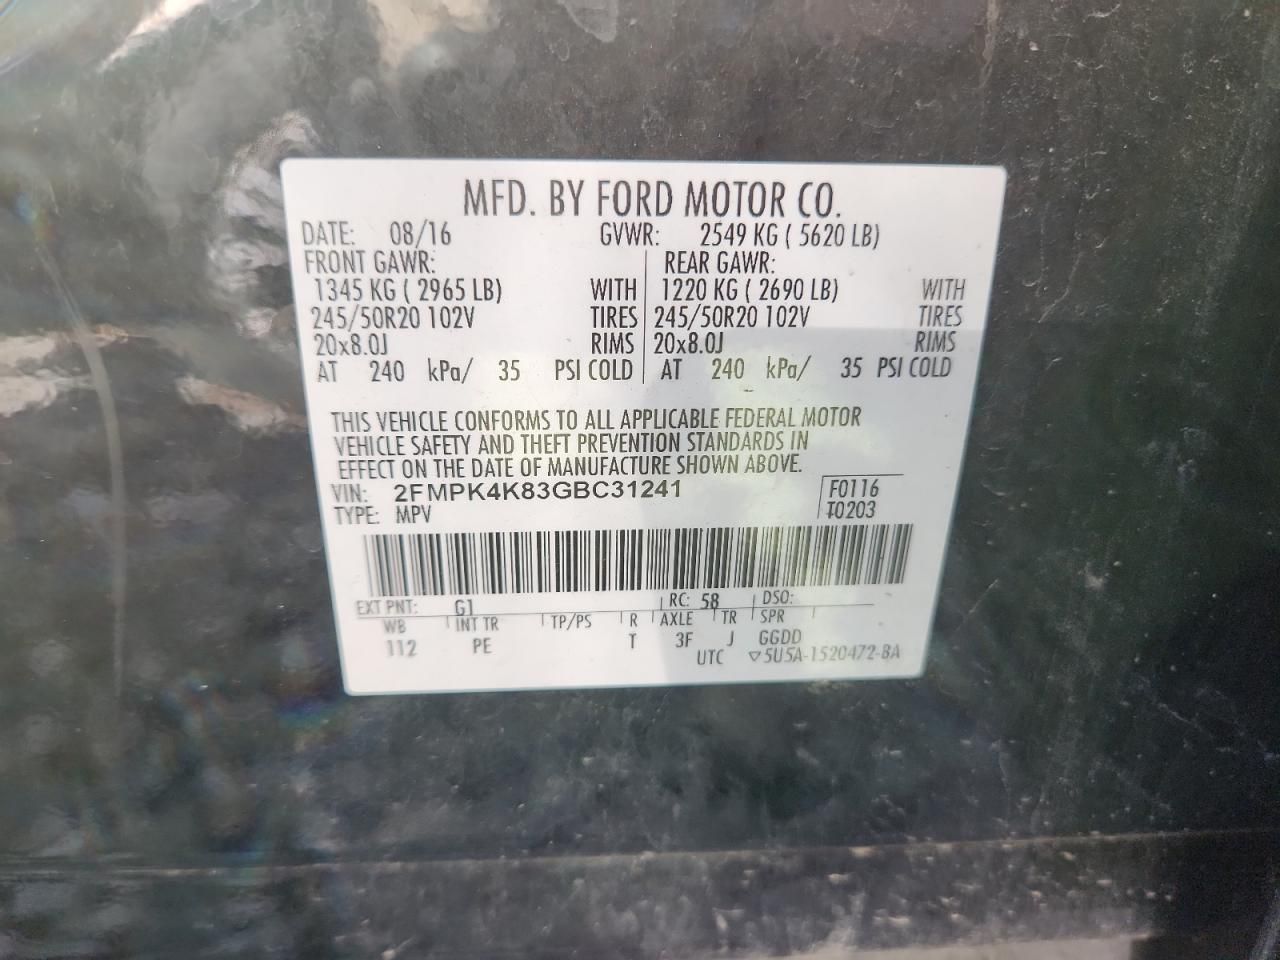 MFD. BY FORD MOTOR CO.
DATE: 08/16 GVWR: 2549 KG ( 5620 LB)
FRONT GAWR: REAR GAWR:
1345 KG ( 2965 LB) WITH 1220 KG ( 2690 LB) WITH
245/50R20 102V TIRES 245/50R20 102V TIRES
20x8.0J RIMS 20x8.0J RIMS
AT 240 kPa/ 35 PSI COLD AT 240 kPa/ 35 PSI COLD
THIS VEHICLE CONFORMS TO ALL APPLICABLE FEDERAL MOTOR
VEHICLE SAFETY AND THEFT PREVENTION STANDARDS IN
EFFECT ON THE DATE OF MANUFACTURE SHOWN ABOVE.
VIN: 2FMPK4K83GBC31241 F0116
TYPE: MPV T0203
EXT PNT: G1 RC: 58 DSO:
WB INT TR TP/PS R AXLE TR SPR
112 PE T 3F J GGDD
UTC ▽5U5A-1520472-BA